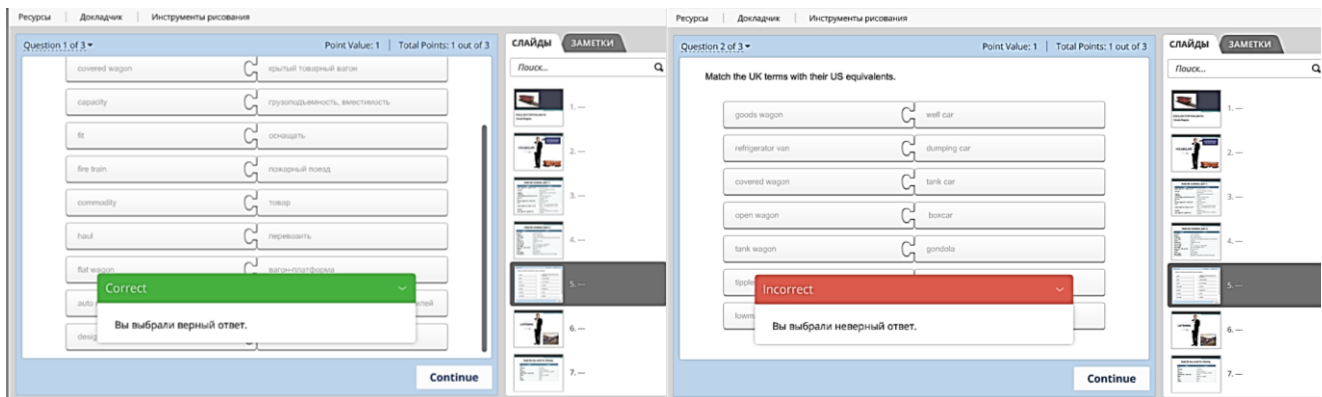 Ресурсы Докладчик Инструменты рисования
Question 1 of 3 Point Value: 1 Total Points: 1 out of 3
covered wagon крытый товарный вагон
capacity грузоподъемность, вместимость
fit оснащать
fire train пожарный поезд
commodity товар
haul перевозить
flat wagon вагон-платформа
Correct
Вы выбрали верный ответ.
Continue
СЛАЙДЫ ЗАМЕТКИ
Поиск...
1. —
2. —
3. —
4. —
5. —
6. —
7. —
Ресурсы Докладчик Инструменты рисования
Question 2 of 3 Point Value: 1 Total Points: 1 out of 3
Match the UK terms with their US equivalents.
goods wagon well car
refrigerator van dumping car
covered wagon tank car
open wagon boxcar
tank wagon gondola
Incorrect
Вы выбрали неверный ответ.
Continue
СЛАЙДЫ ЗАМЕТКИ
Поиск...
1. —
2. —
3. —
4. —
5. —
6. —
7. —